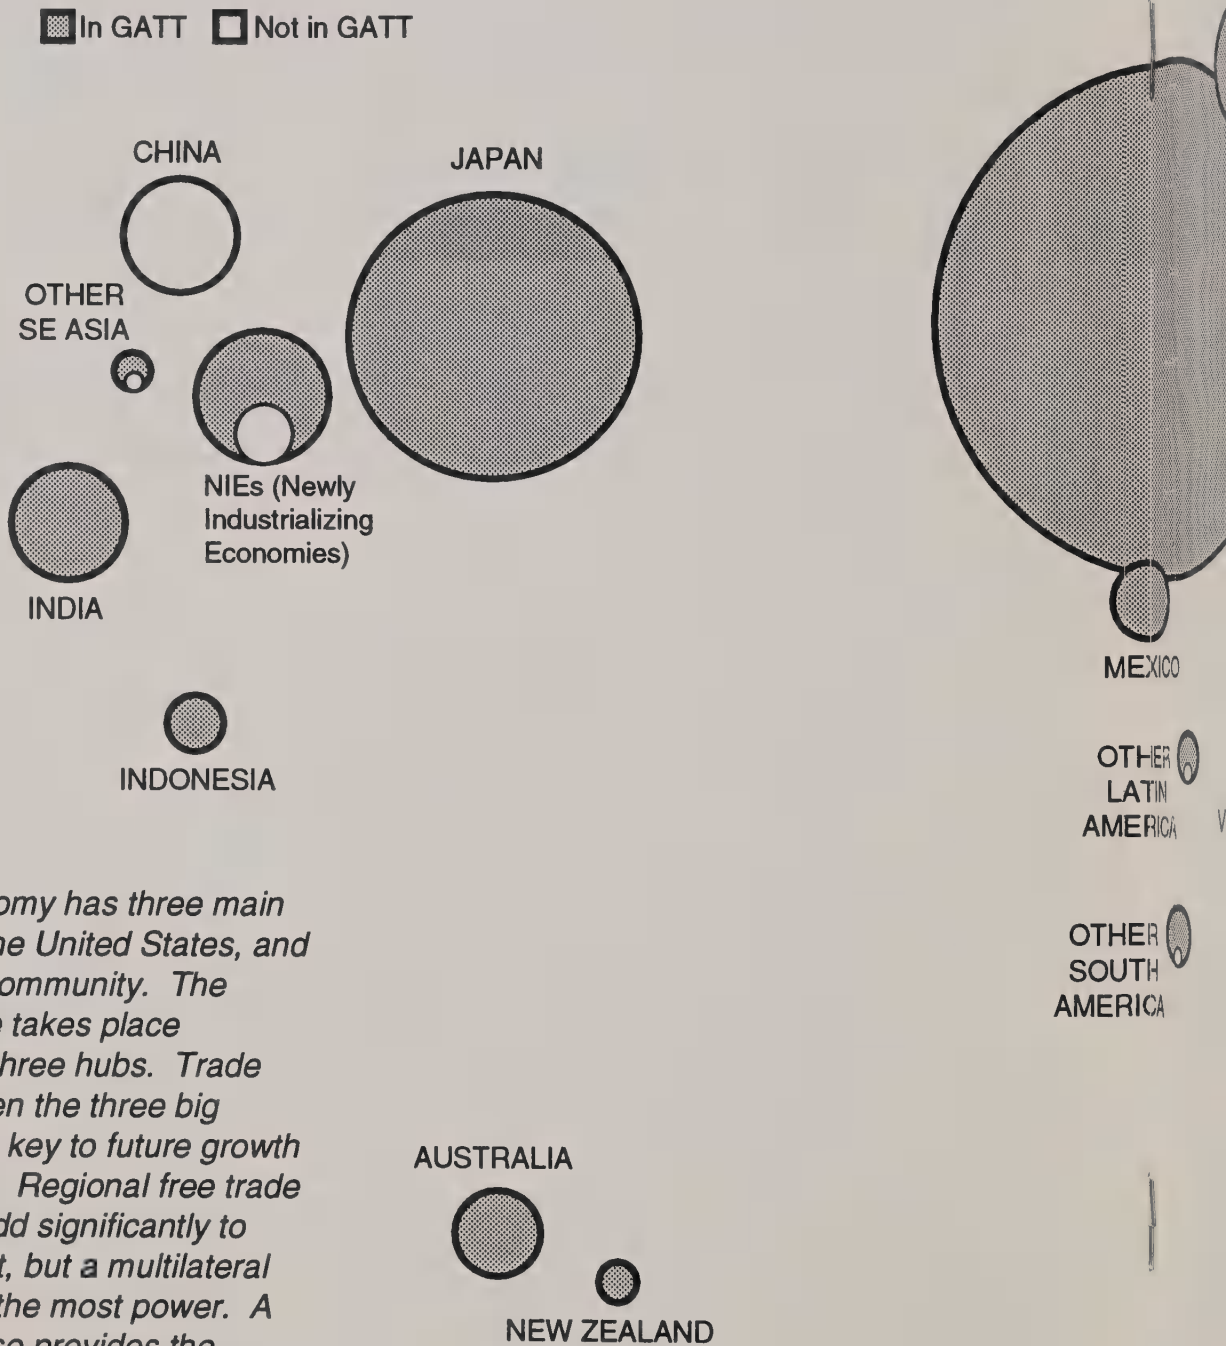 In GATT Not in GATT
CHINA
JAPAN
OTHER
SE ASIA
NIEs (Newly
Industrializing
Economies)
INDIA
MEXICO
INDONESIA
OTHER
LATIN
AMERICA
OTHER
SOUTH
AMERICA
omy has three main
he United States, and
ommunity. The
e takes place
hree hubs. Trade
en the three big
key to future growth
Regional free trade
dd significantly to
t, but a multilateral
the most power. A
so provides the
AUSTRALIA
NEW ZEALAND